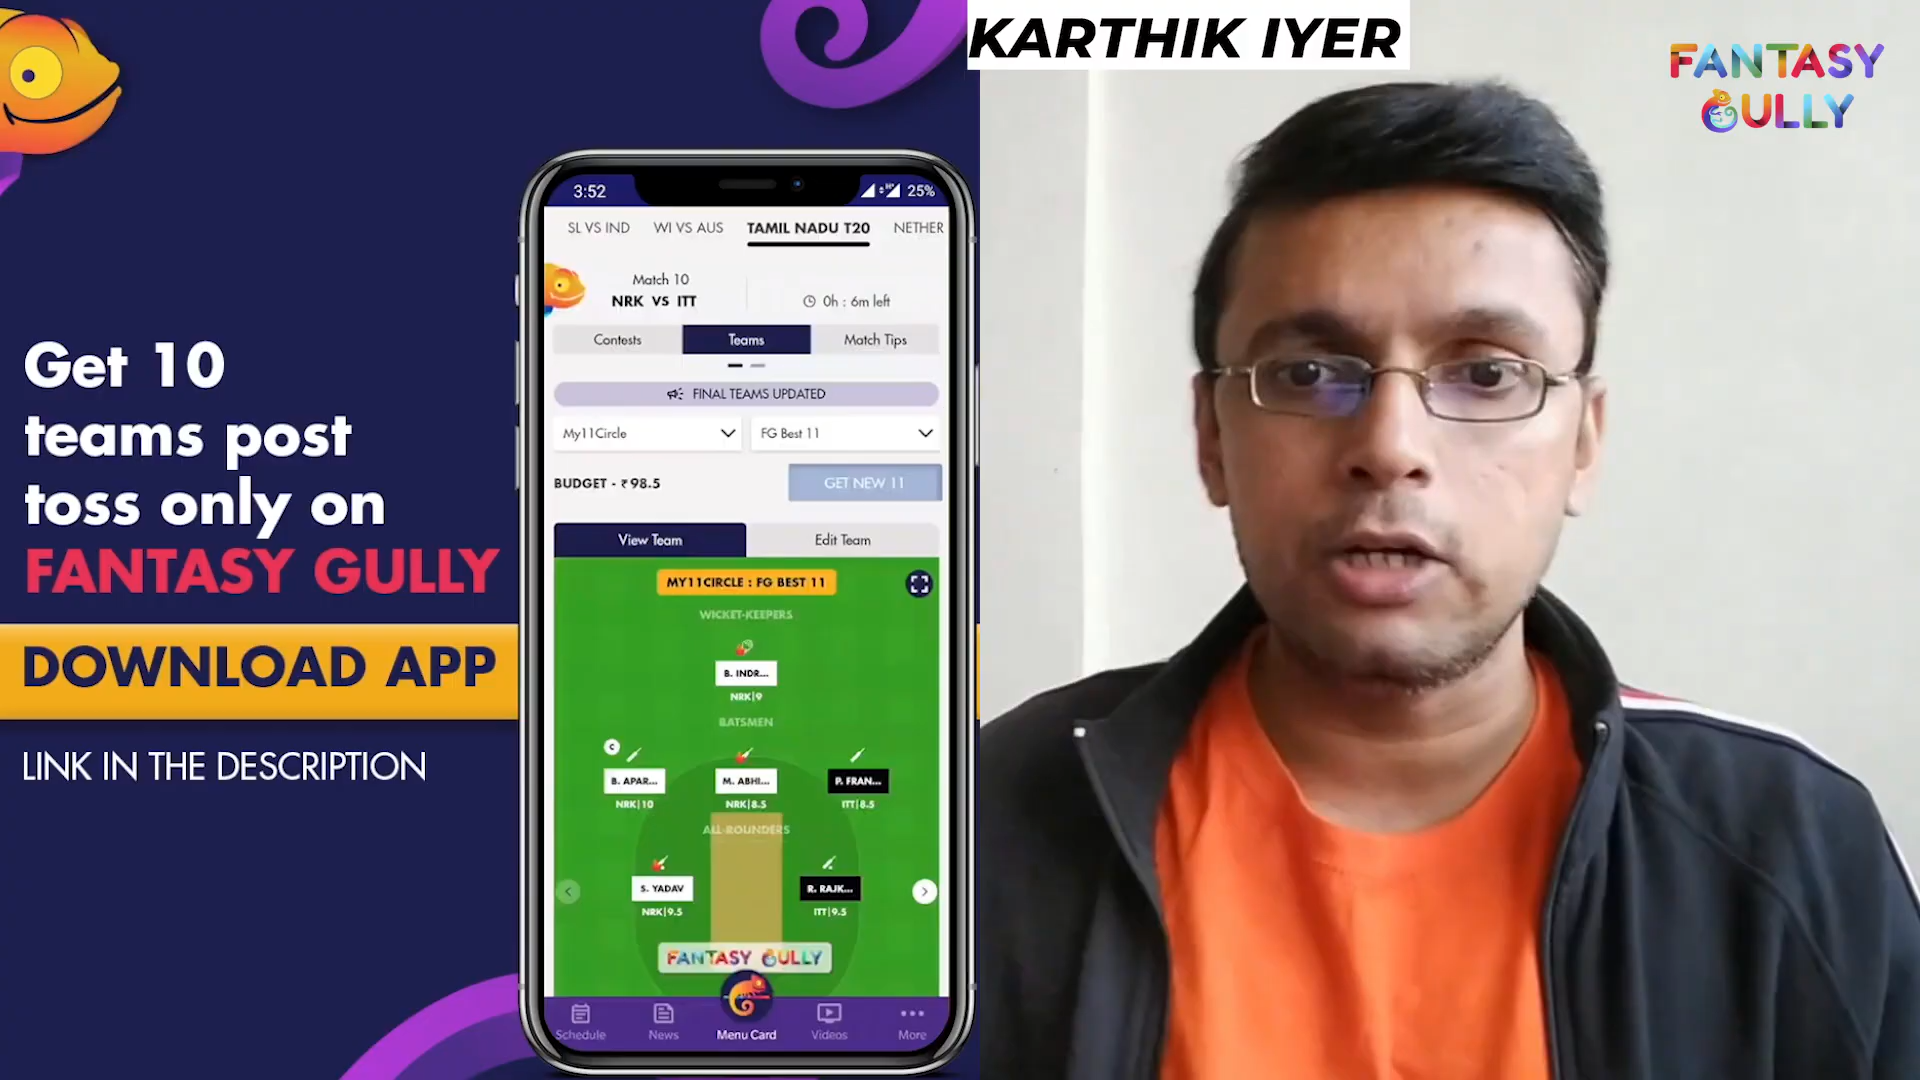 KARTHIK IYER
FANTASY
GULLY
Get 10
teams post
toss only on
FANTASY GULLY
DOWNLOAD APP
LINK IN THE DESCRIPTION
3:52
25%
SL VS IND WI VS AUS TAMIL NADU T20 NETHER
Match 10
NRK VS ITT
0h : 6m left
Contests Teams Match Tips
FINAL TEAMS UPDATED
My11Circle FG Best 11
BUDGET - ₹ 98.5 GET NEW 11
View Team Edit Team
MY11CIRCLE : FG BEST 11
WICKET-KEEPERS
B. INDR...
NRK|9
BATSMEN
C
B. APAR... M. ABHI... P. FRAN...
NRK|10 NRK|8.5 ITT|8.5
ALL-ROUNDERS
S. YADAV R. RAJK...
NRK|9.5 ITT|9.5
FANTASY GULLY
Schedule News Menu Card Videos More